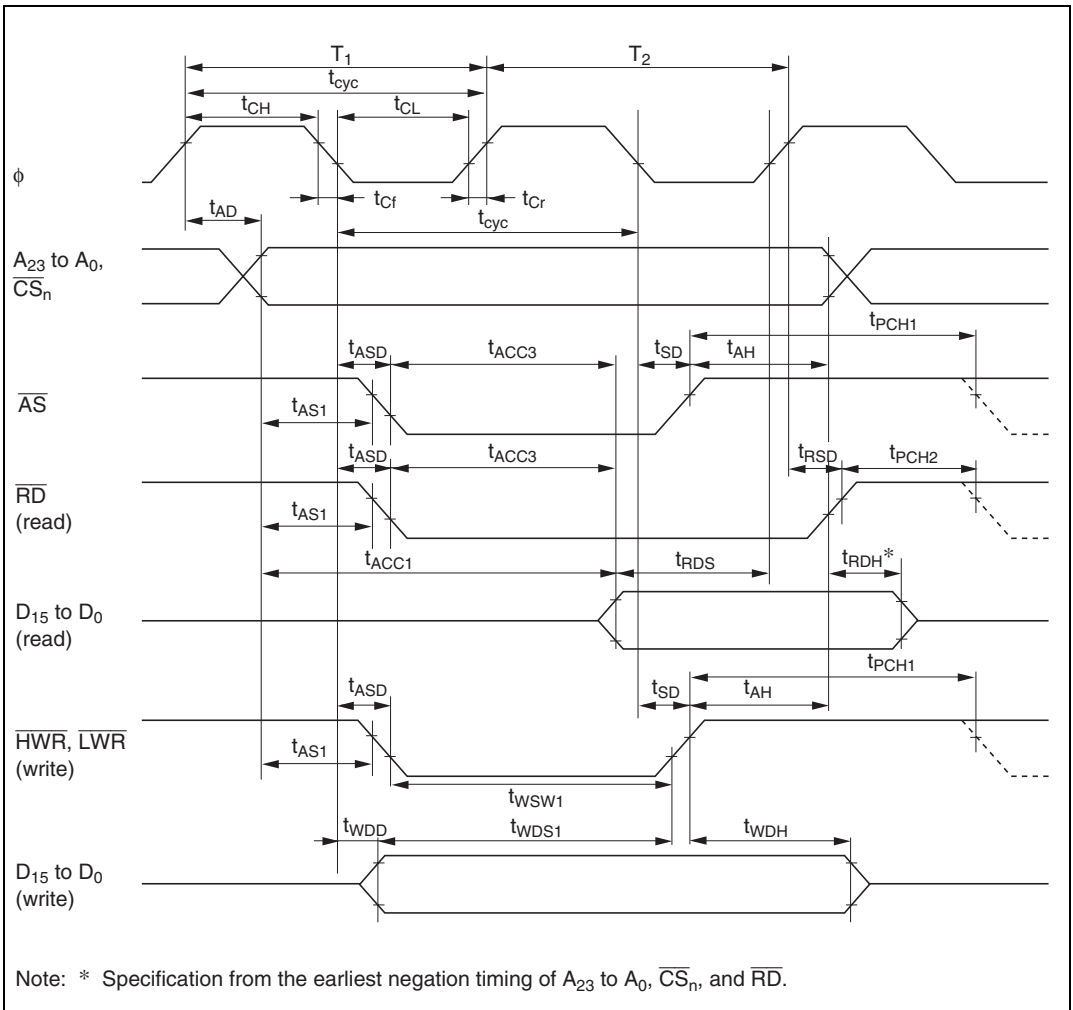 T1 T2
tcyc
tCH tCL
ϕ
tCf tCr
tAD
tcyc
A23 to A0,
CSn
tPCH1
tASD tACC3 tSD tAH
AS
tAS1
tASD tACC3 tRSD tPCH2
RD
(read)
tAS1
tACC1 tRDS tRDH*
D15 to D0
(read)
tPCH1
tASD tSD tAH
HWR, LWR
(write)
tAS1
tWSW1
tWDD tWDS1 tWDH
D15 to D0
(write)
Note: * Specification from the earliest negation timing of A23 to A0, CSn, and RD.